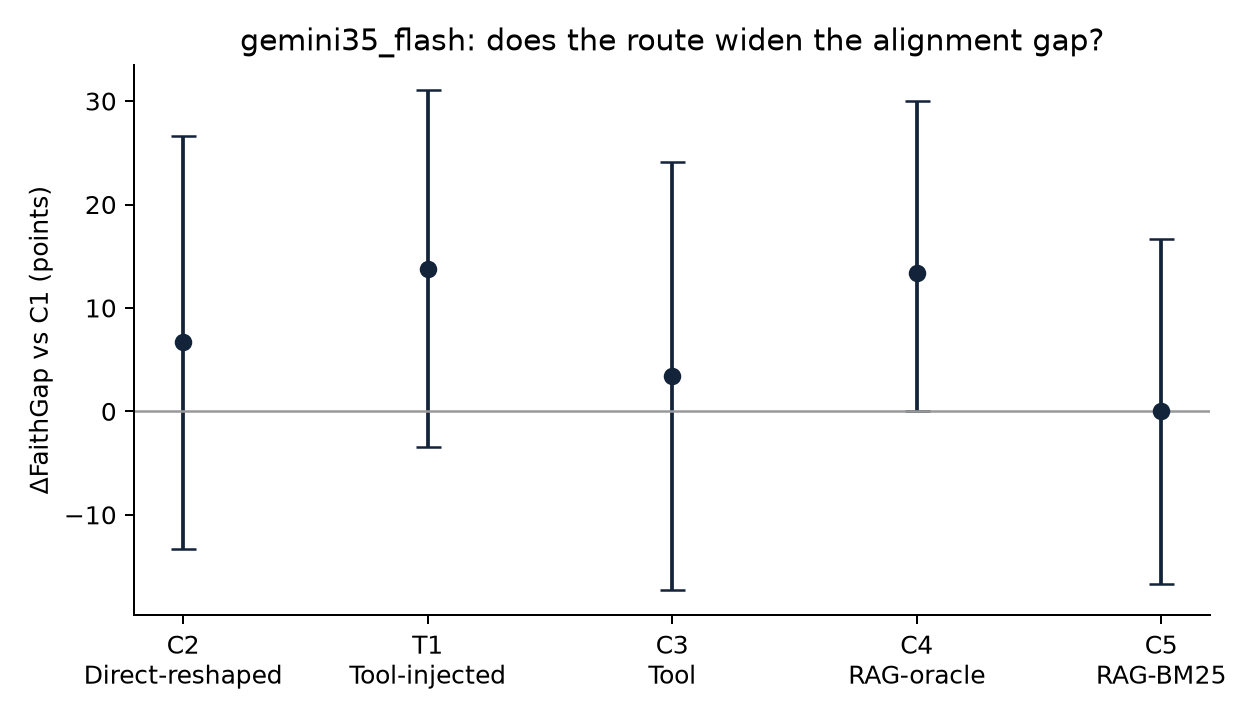 gemini35_flash: does the route widen the alignment gap?
ΔFaithGap vs C1 (points)
30
20
10
0
−10
C2
Direct-reshaped
T1
Tool-injected
C3
Tool
C4
RAG-oracle
C5
RAG-BM25